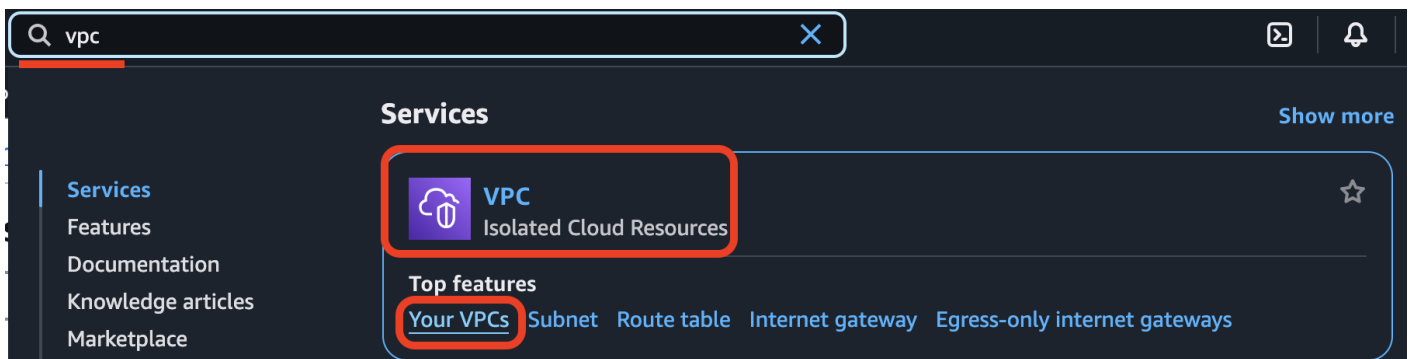 vpc
Services
Show more
Services
Features
Documentation
Knowledge articles
Marketplace
VPC
Isolated Cloud Resources
Top features
Your VPCs Subnet Route table Internet gateway Egress-only internet gateways